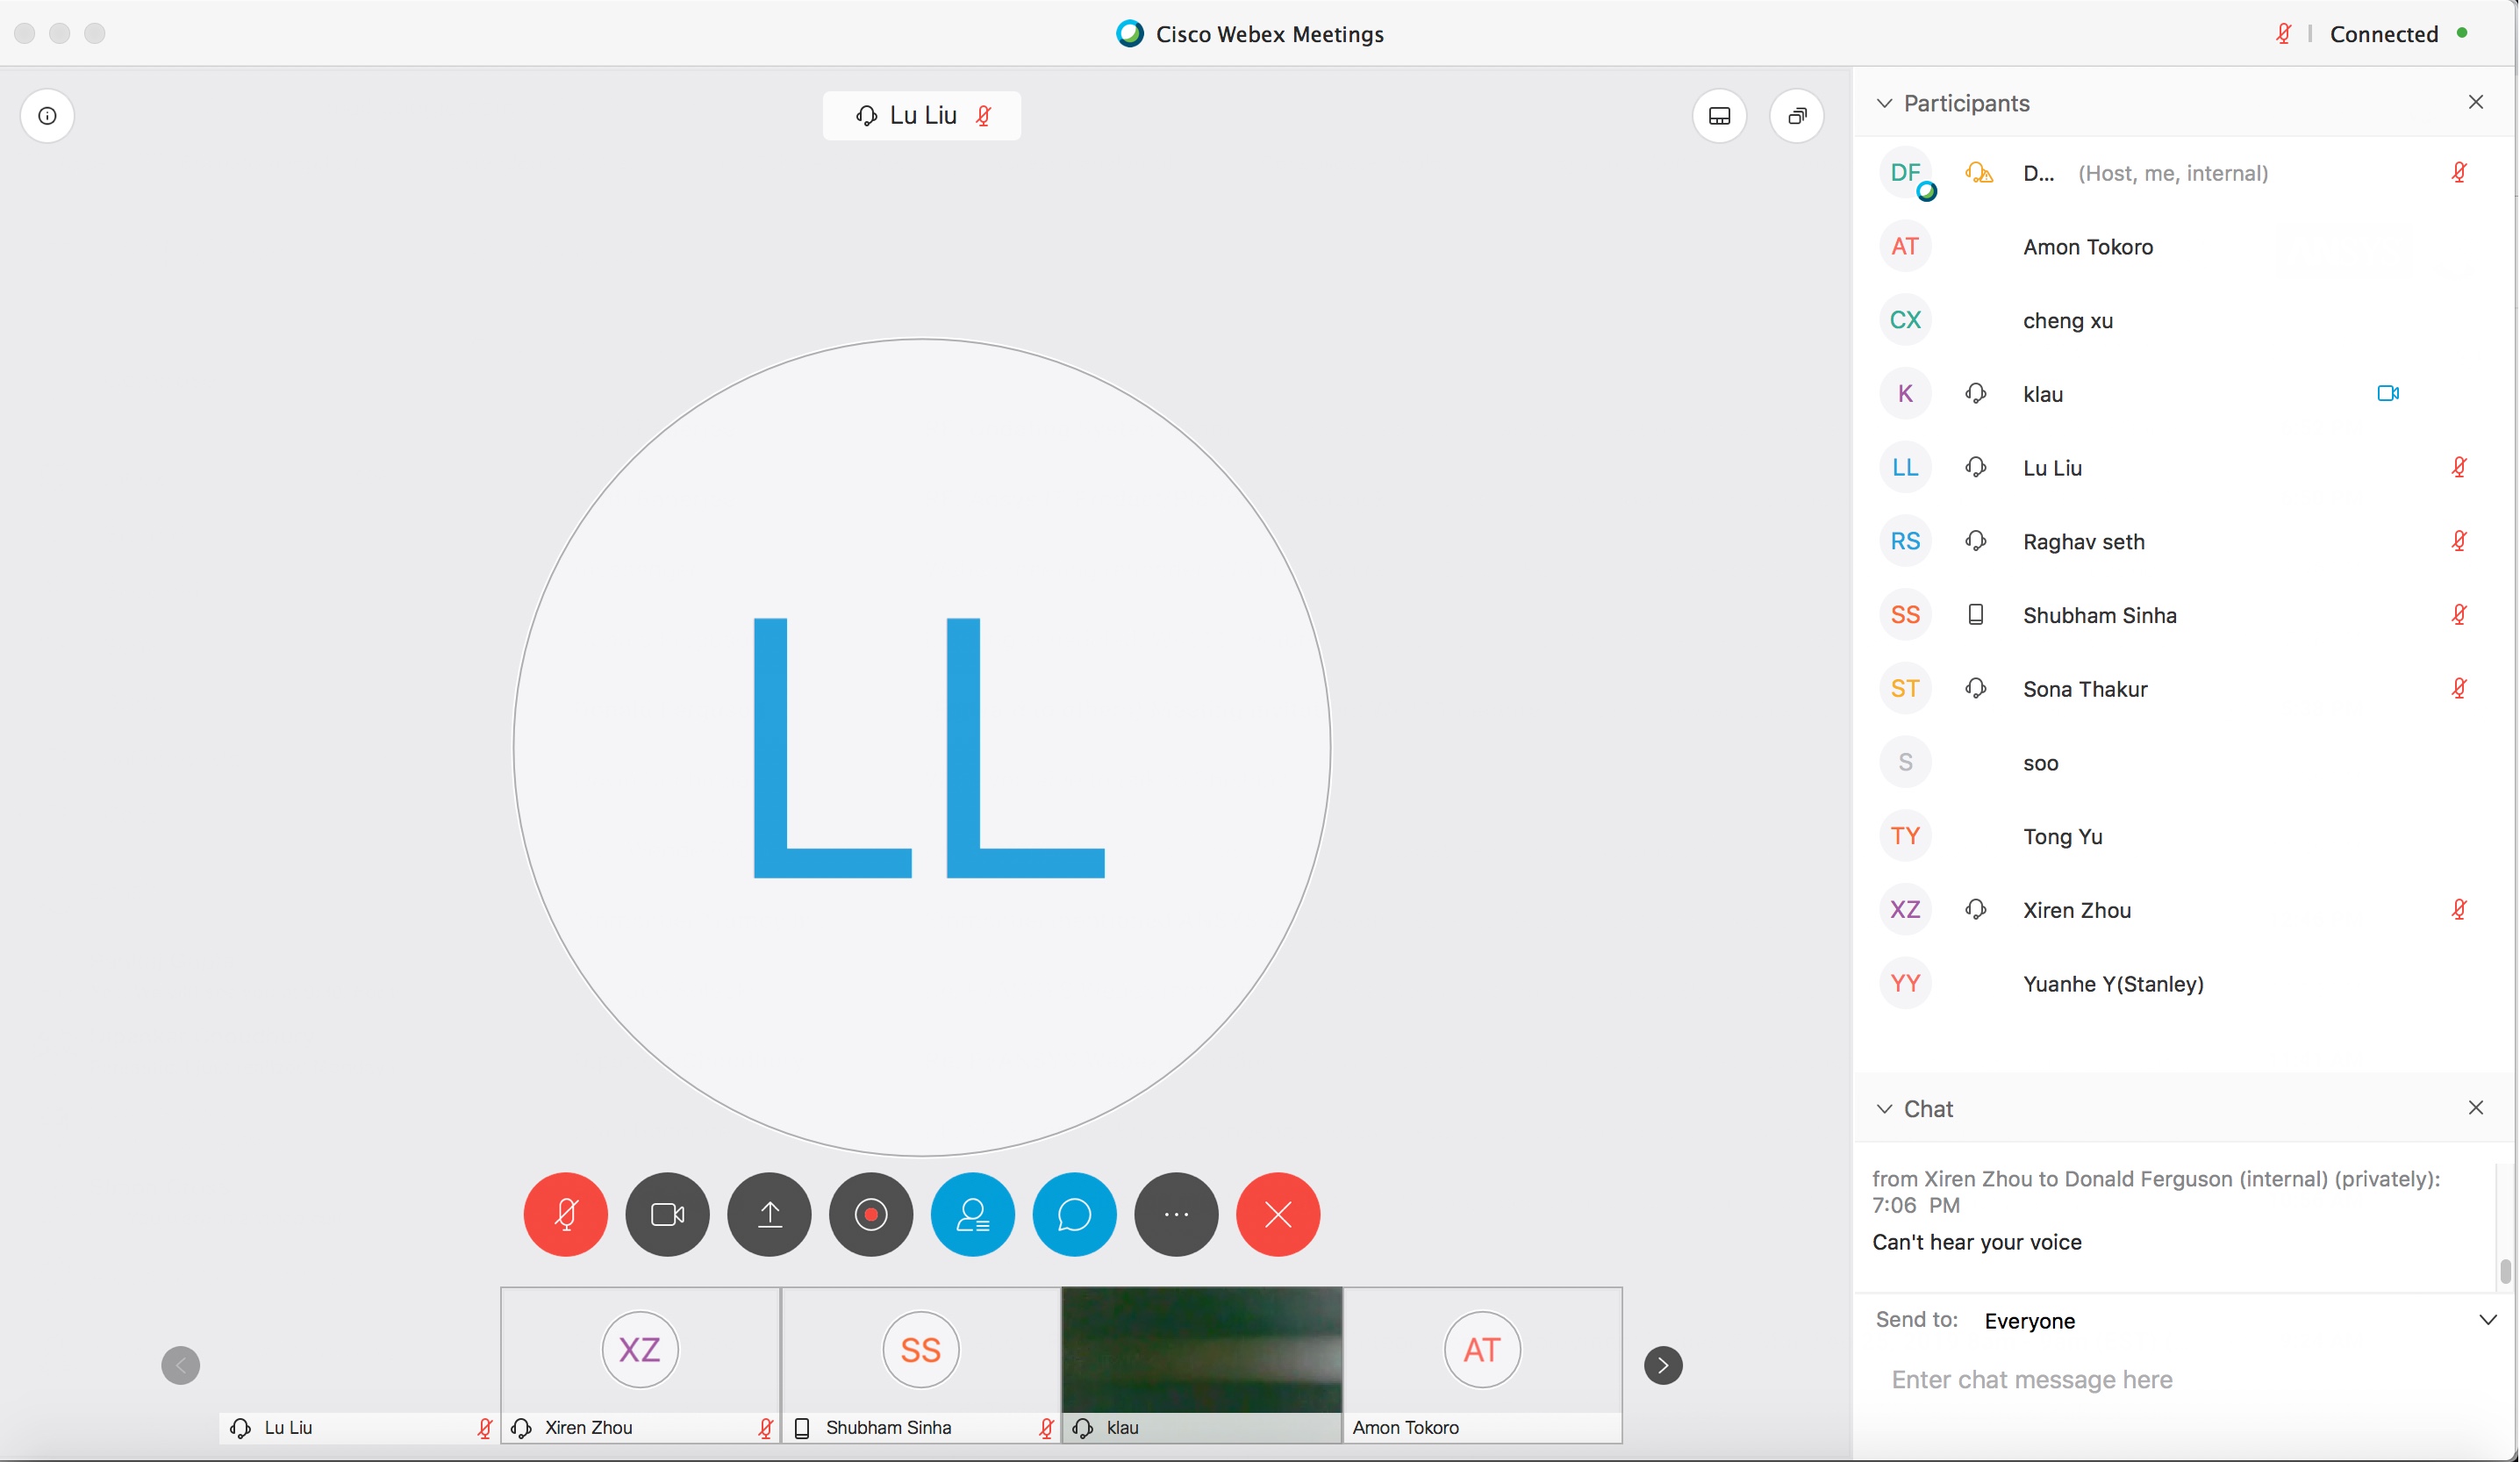 Cisco Webex Meetings
Connected
Lu Liu
LL
Lu Liu
XZ
Xiren Zhou
SS
Shubham Sinha
klau
AT
Amon Tokoro
Participants
DF D... (Host, me, internal)
AT Amon Tokoro
CX cheng xu
K klau
LL Lu Liu
RS Raghav seth
SS Shubham Sinha
ST Sona Thakur
S soo
TY Tong Yu
XZ Xiren Zhou
YY Yuanhe Y(Stanley)
Chat
from Xiren Zhou to Donald Ferguson (internal) (privately):
7:06 PM
Can't hear your voice
Send to: Everyone
Enter chat message here